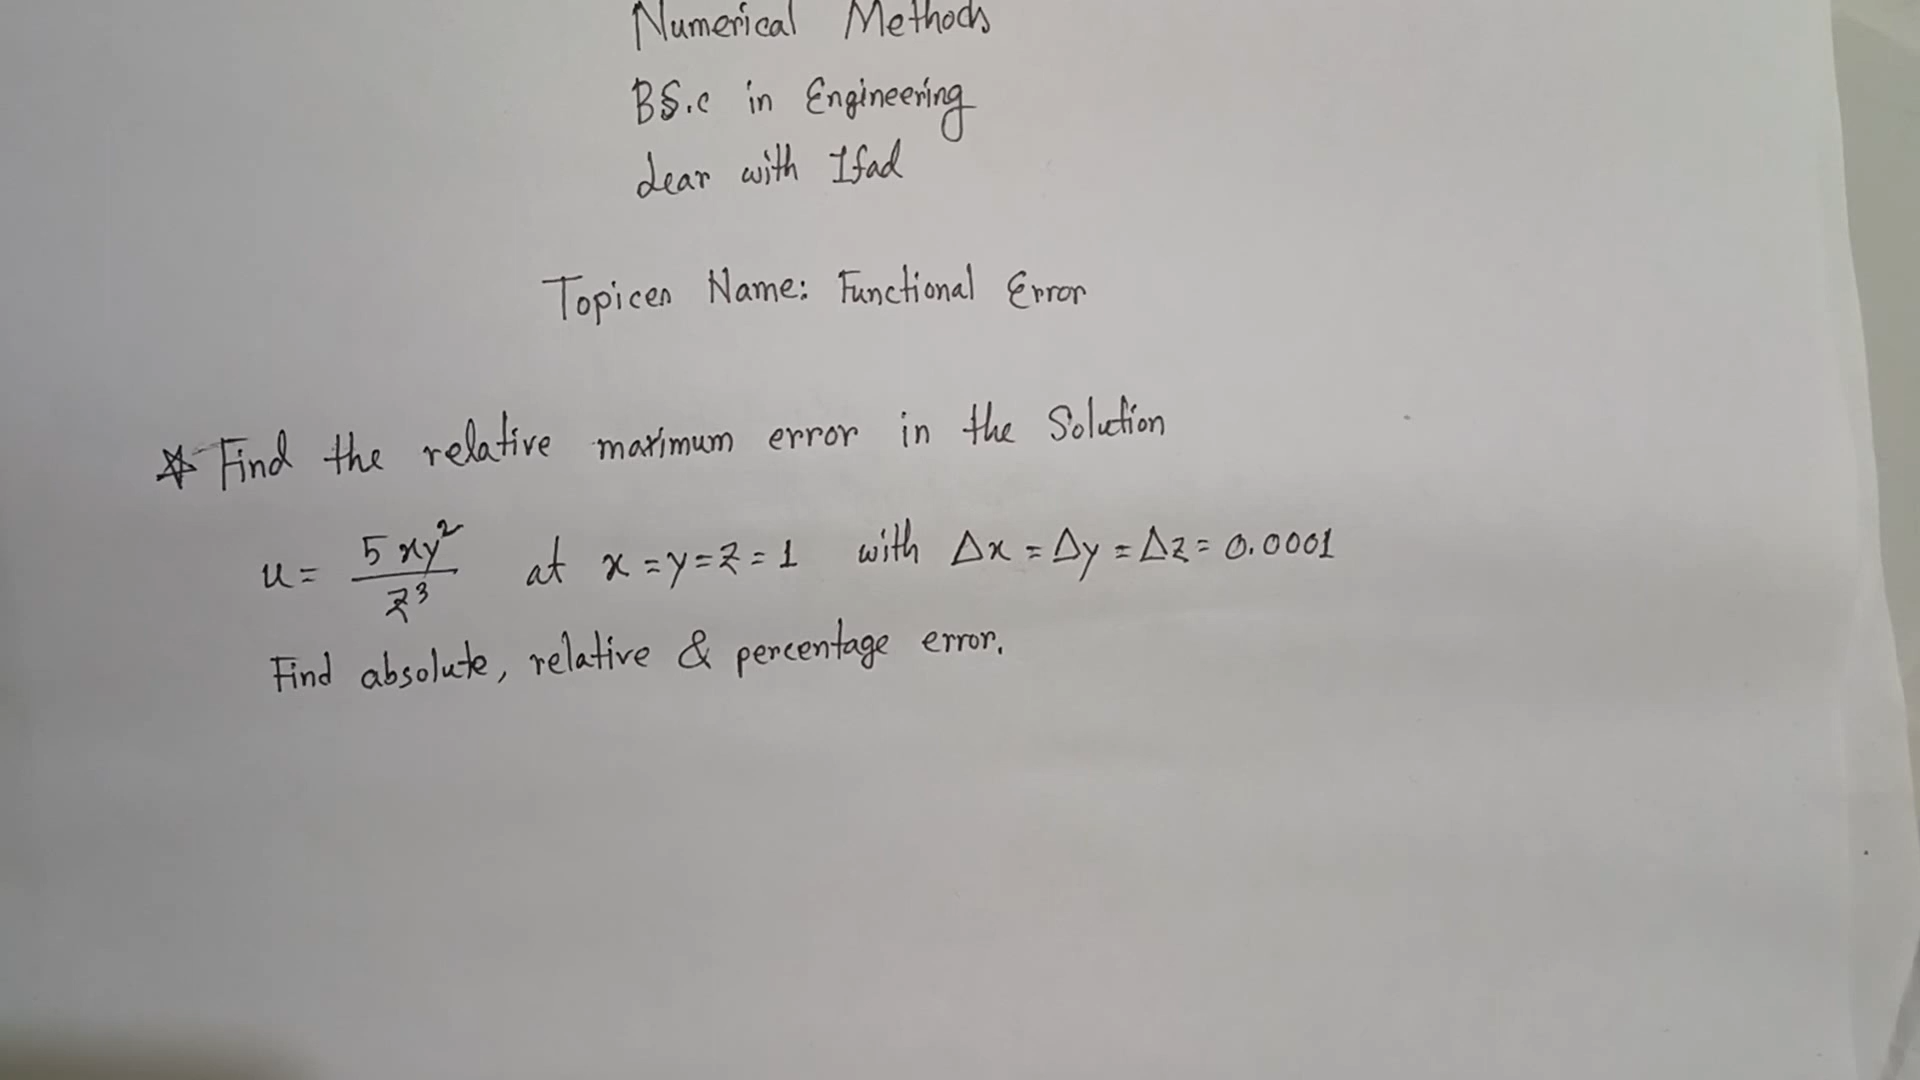 Numerical Methods
BS.c in Engineering
Lear with Ifad
Topices Name: Functional Error
* Find the relative maximum error in the Solution
u = 5xy²/z³ at x = y = z = 1 with Δx = Δy = Δz = 0.0001
Find absolute, relative & percentage error.